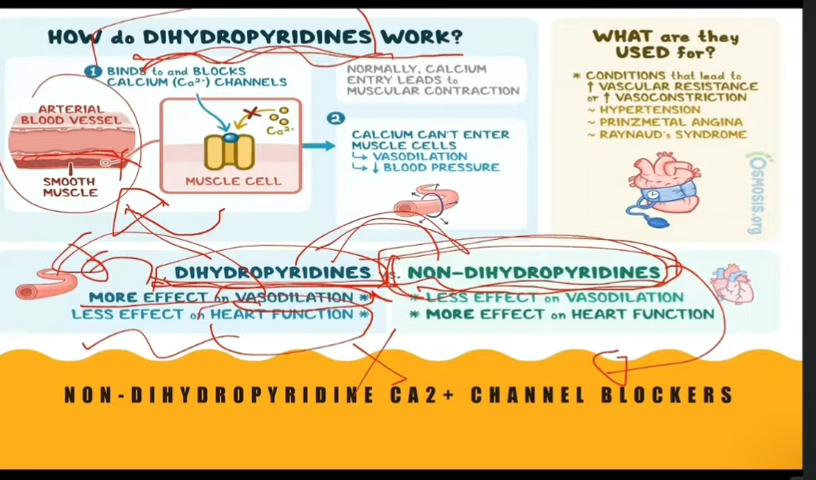 HOW do DIHYDROPYRIDINES WORK?
1 BINDS to and BLOCKS
CALCIUM (Ca²⁺) CHANNELS
NORMALLY, CALCIUM
ENTRY LEADS to
MUSCULAR CONTRACTION
ARTERIAL
BLOOD VESSEL
SMOOTH
MUSCLE
Ca²⁺
MUSCLE CELL
2
CALCIUM CAN'T ENTER
MUSCLE CELLS
↳ VASODILATION
↳ ↓ BLOOD PRESSURE
WHAT are they
USED for?
* CONDITIONS that lead to
↑ VASCULAR RESISTANCE
or ↑ VASOCONSTRICTION
~ HYPERTENSION
~ PRINZMETAL ANGINA
~ RAYNAUD's SYNDROME
OSMOSIS.org
DIHYDROPYRIDINES vs. NON-DIHYDROPYRIDINES
MORE EFFECT on VASODILATION * * LESS EFFECT on VASODILATION
LESS EFFECT on HEART FUNCTION * * MORE EFFECT on HEART FUNCTION
NON-DIHYDROPYRIDINE CA2+ CHANNEL BLOCKERS